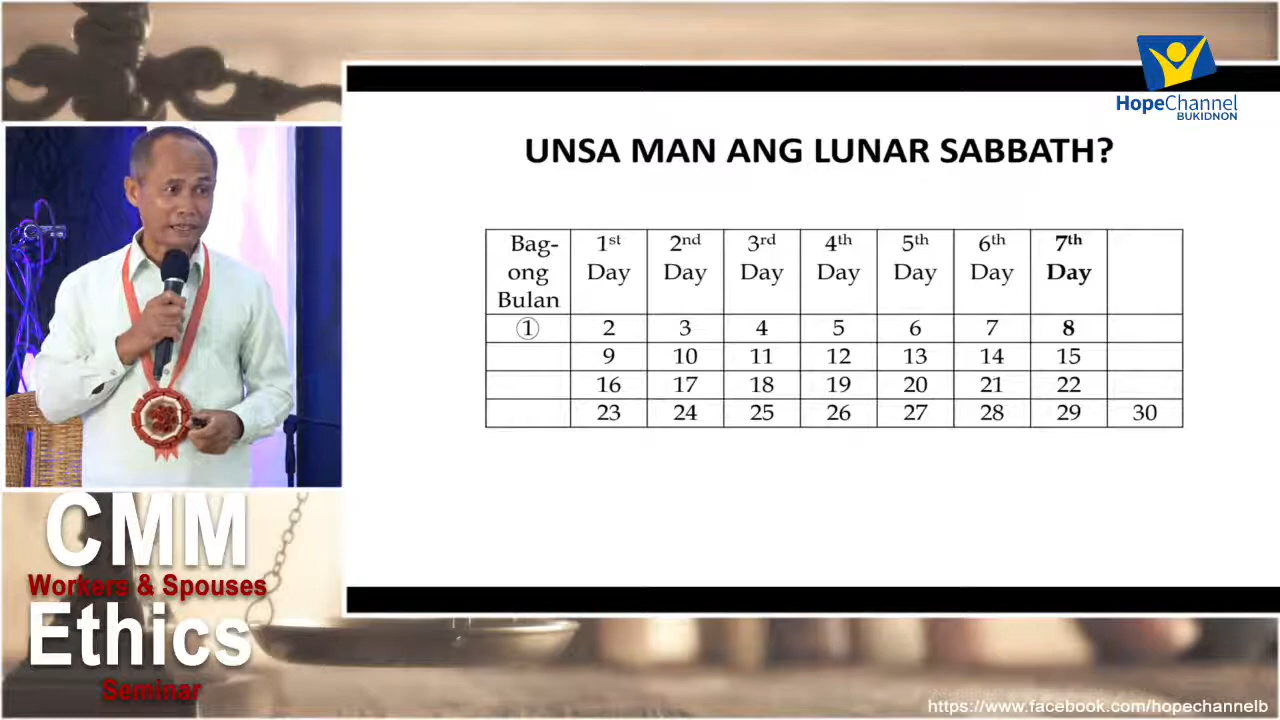 HopeChannel
BUKIDNON
UNSA MAN ANG LUNAR SABBATH?
Bag-ong Bulan 1st Day 2nd Day 3rd Day 4th Day 5th Day 6th Day 7th Day
① 2 3 4 5 6 7 8
9 10 11 12 13 14 15
16 17 18 19 20 21 22
23 24 25 26 27 28 29 30
CMM
Workers & Spouses
Ethics
Seminar
https://www.facebook.com/hopechannelb